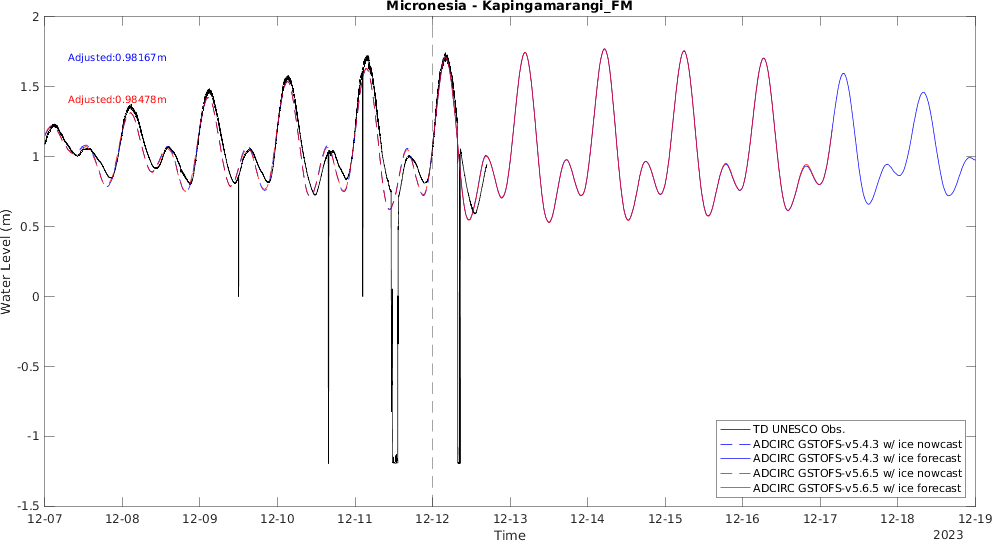 Micronesia - Kapingamarangi_FM
Adjusted:0.98167m
Adjusted:0.98478m
Water Level (m)
2
1.5
1
0.5
0
-0.5
-1
-1.5
TD UNESCO Obs.
ADCIRC GSTOFS-v5.4.3 w/ ice nowcast
ADCIRC GSTOFS-v5.4.3 w/ ice forecast
ADCIRC GSTOFS-v5.6.5 w/ ice nowcast
ADCIRC GSTOFS-v5.6.5 w/ ice forecast
12-07 12-08 12-09 12-10 12-11 12-12 12-13 12-14 12-15 12-16 12-17 12-18 12-19
Time
2023